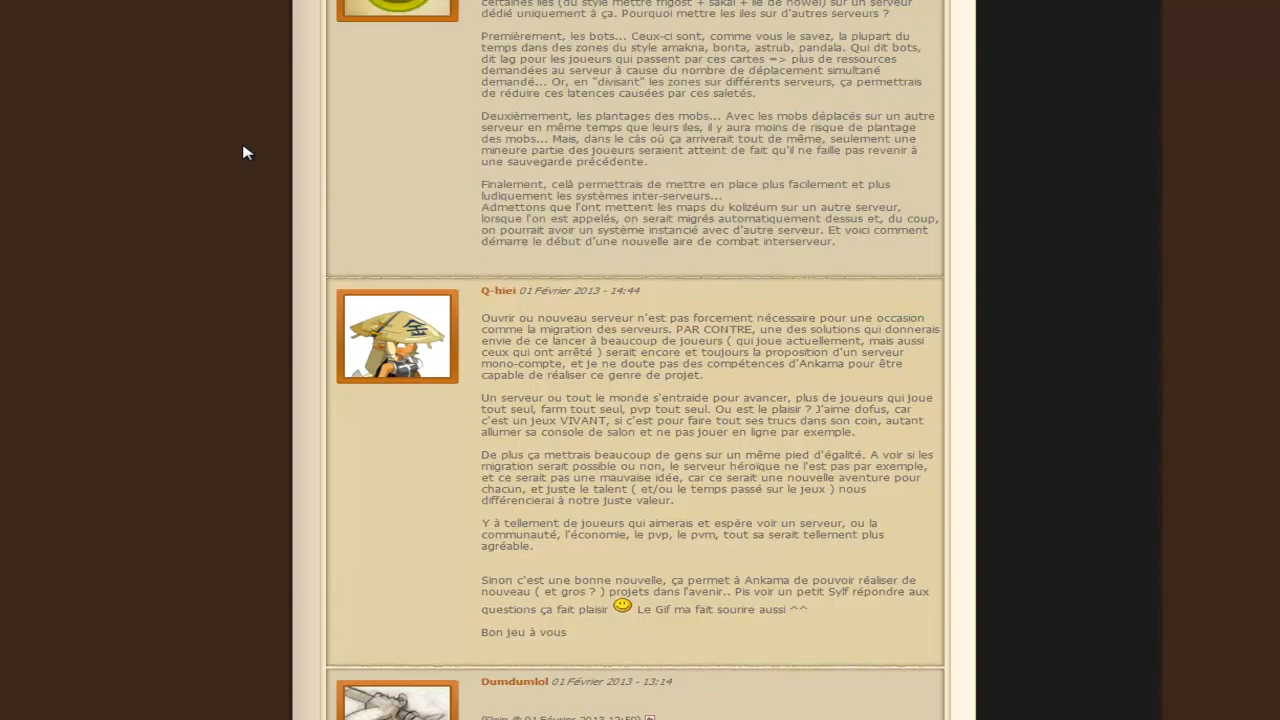 certaines iles (du style mettre frigost + sakaï + ile de nowel) sur un serveur
dédié uniquement à ça. Pourquoi mettre les iles sur d'autres serveurs ?
Premièrement, les bots... Ceux-ci sont, comme vous le savez, la plupart du
temps dans des zones du style amakna, bonta, astrub, pandala. Qui dit bots,
dit lag pour les joueurs qui passent par ces cartes => plus de ressources
demandées au serveur à cause du nombre de déplacement simultané
demandé... Or, en "divisant" les zones sur différents serveurs, ça permettrais
de réduire ces latences causées par ces saletés.
Deuxièmement, les plantages des mobs... Avec les mobs déplacés sur un autre
serveur en même temps que leurs iles, il y aura moins de risque de plantage
des mobs... Mais, dans le cas où ça arriverait tout de même, seulement une
mineure partie des joueurs seraient atteint de fait qu'il ne faille pas revenir à
une sauvegarde précédente.
Finalement, celà permettrais de mettre en place plus facilement et plus
ludiquement les systèmes inter-serveurs...
Admettons que l'ont mettent les maps du kolizéum sur un autre serveur,
lorsque l'on est appelés, on serait migrés automatiquement dessus et, du coup,
on pourrait avoir un système instancié avec d'autre serveur. Et voici comment
démarre le début d'une nouvelle aire de combat interserveur.
Q-hiei 01 Février 2013 - 14:44
Ouvrir ou nouveau serveur n'est pas forcement nécessaire pour une occasion
comme la migration des serveurs. PAR CONTRE, une des solutions qui donnerais
envie de ce lancer à beaucoup de joueurs ( qui joue actuellement, mais aussi
ceux qui ont arrêté ) serait encore et toujours la proposition d'un serveur
mono-compte, et je ne doute pas des compétences d'Ankama pour être
capable de réaliser ce genre de projet.
Un serveur ou tout le monde s'entraide pour avancer, plus de joueurs qui joue
tout seul, farm tout seul, pvp tout seul. Ou est le plaisir ? J'aime dofus, car
c'est un jeux VIVANT, si c'est pour faire tout ses trucs dans son coin, autant
allumer sa console de salon et ne pas jouer en ligne par exemple.
De plus ça mettrais beaucoup de gens sur un même pied d'égalité. A voir si les
migration serait possible ou non, le serveur héroïque ne l'est pas par exemple,
et ce serait pas une mauvaise idée, car ce serait une nouvelle aventure pour
chacun, et juste le talent ( et/ou le temps passé sur le jeux ) nous
différencierai à notre juste valeur.
Y à tellement de joueurs qui aimerais et espère voir un serveur, ou la
communauté, l'économie, le pvp, le pvm, tout sa serait tellement plus
agréable.
Sinon c'est une bonne nouvelle, ça permet à Ankama de pouvoir réaliser de
nouveau ( et gros ? ) projets dans l'avenir.. Pis voir un petit Sylf répondre aux
questions ça fait plaisir Le Gif ma fait sourire aussi ^^
Bon jeu à vous
Dumdumlol 01 Février 2013 - 13:14